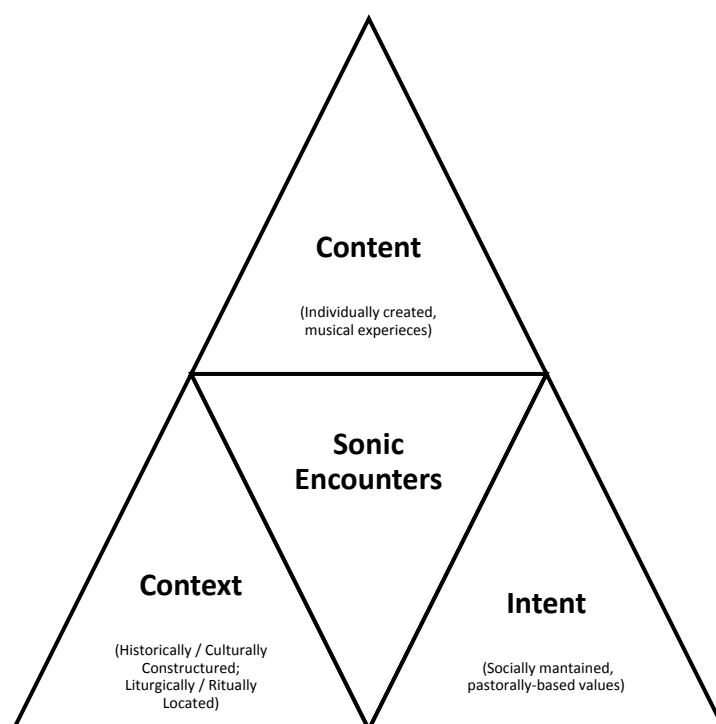 Content
(Individually created,
musical experieces)
Sonic
Encounters
Context
(Historically / Culturally
Constructured;
Liturgically / Ritually
Located)
Intent
(Socially mantained,
pastorally-based values)